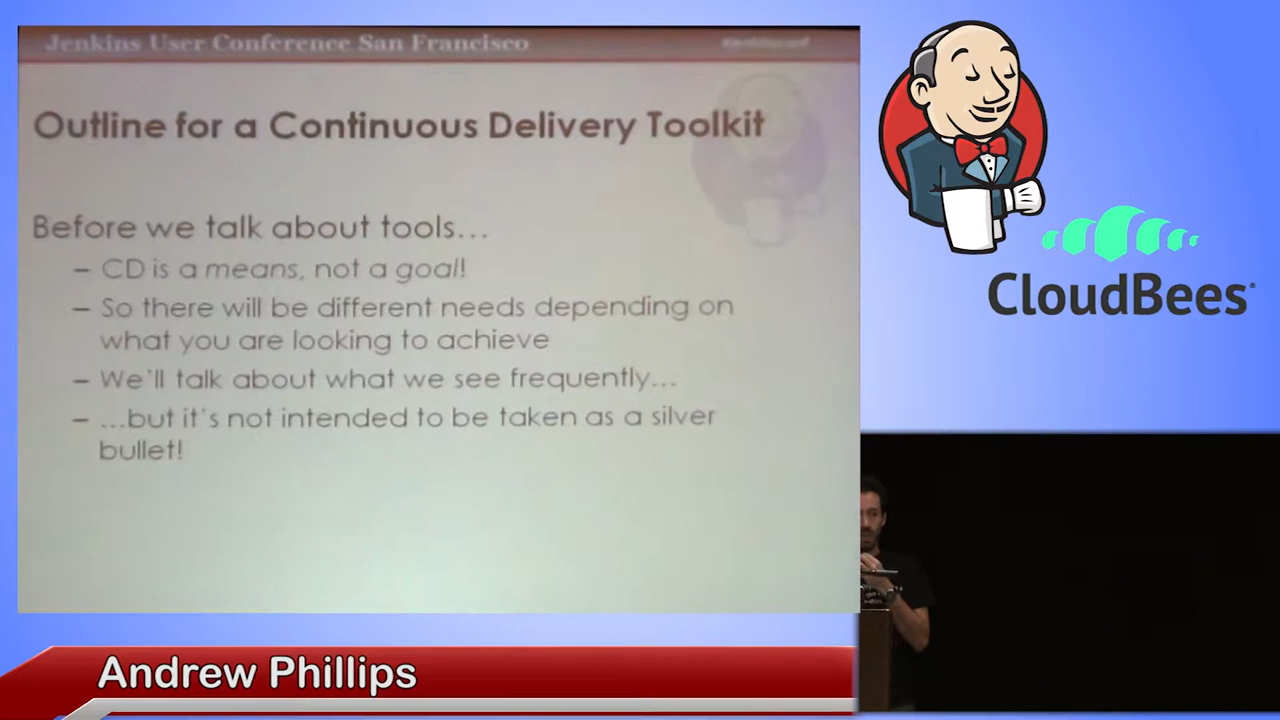 Jenkins User Conference San Francisco
Outline for a Continuous Delivery Toolkit
Before we talk about tools…
– CD is a means, not a goal!
– So there will be different needs depending on
what you are looking to achieve
– We'll talk about what we see frequently…
– …but it's not intended to be taken as a silver
bullet!
CloudBees
Andrew Phillips